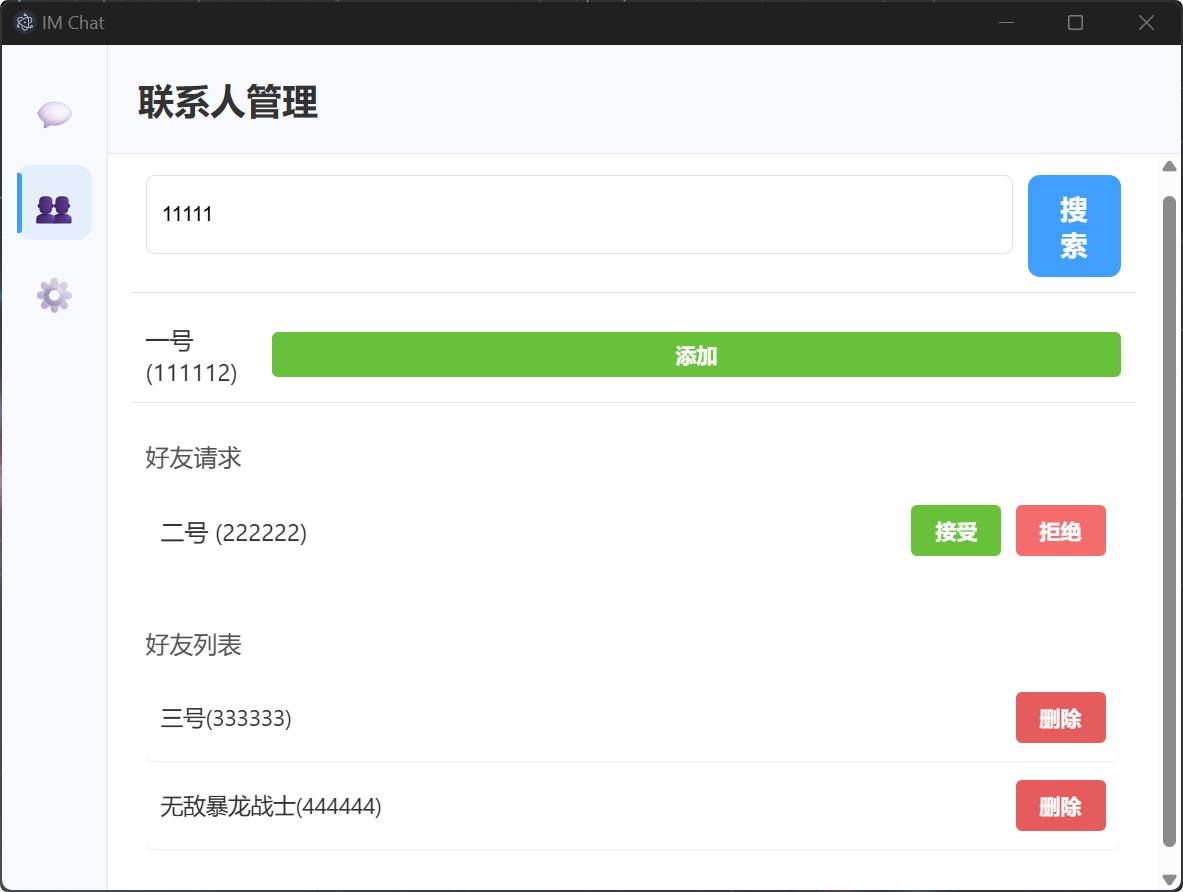 IM Chat
联系人管理
11111
搜
索
一号
(111112)
添加
好友请求
二号 (222222)
接受
拒绝
好友列表
三号(333333)
删除
无敌暴龙战士(444444)
删除